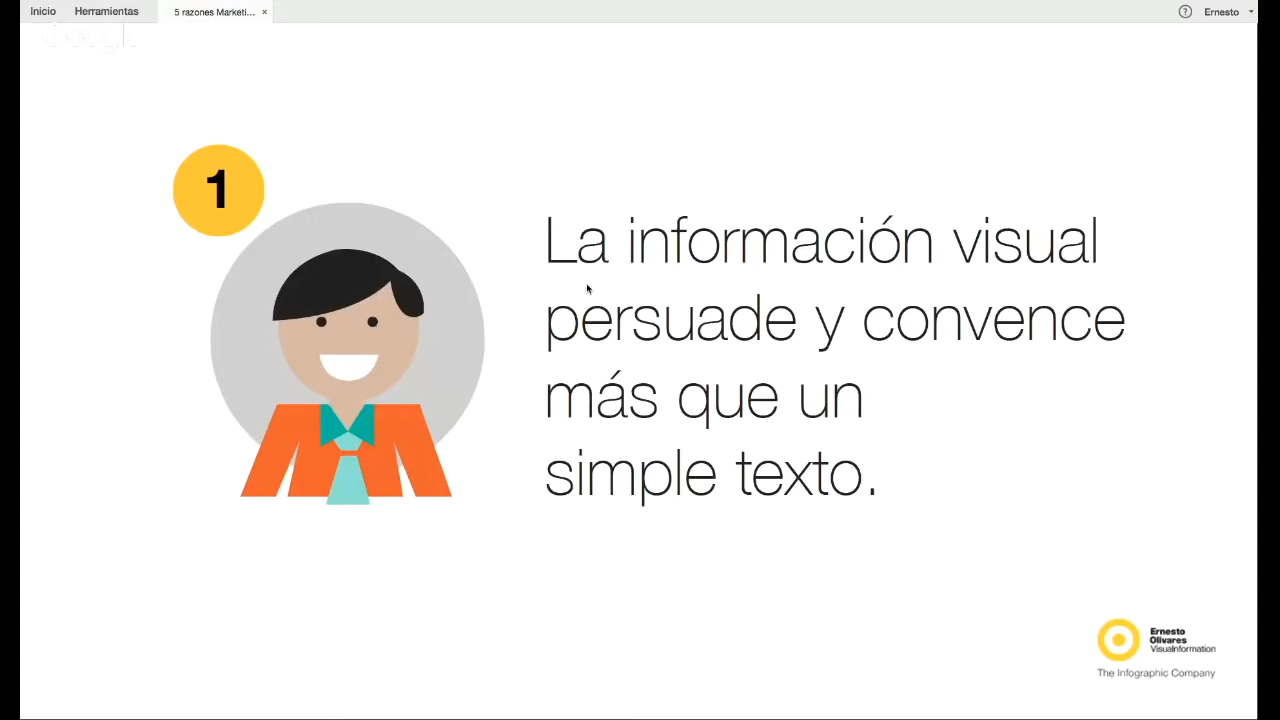 Inicio Herramientas 5 razones Marketi... × ? Ernesto
1
La información visual
persuade y convence
más que un
simple texto.
Ernesto
Olivares
VisualInformation
The Infographic Company